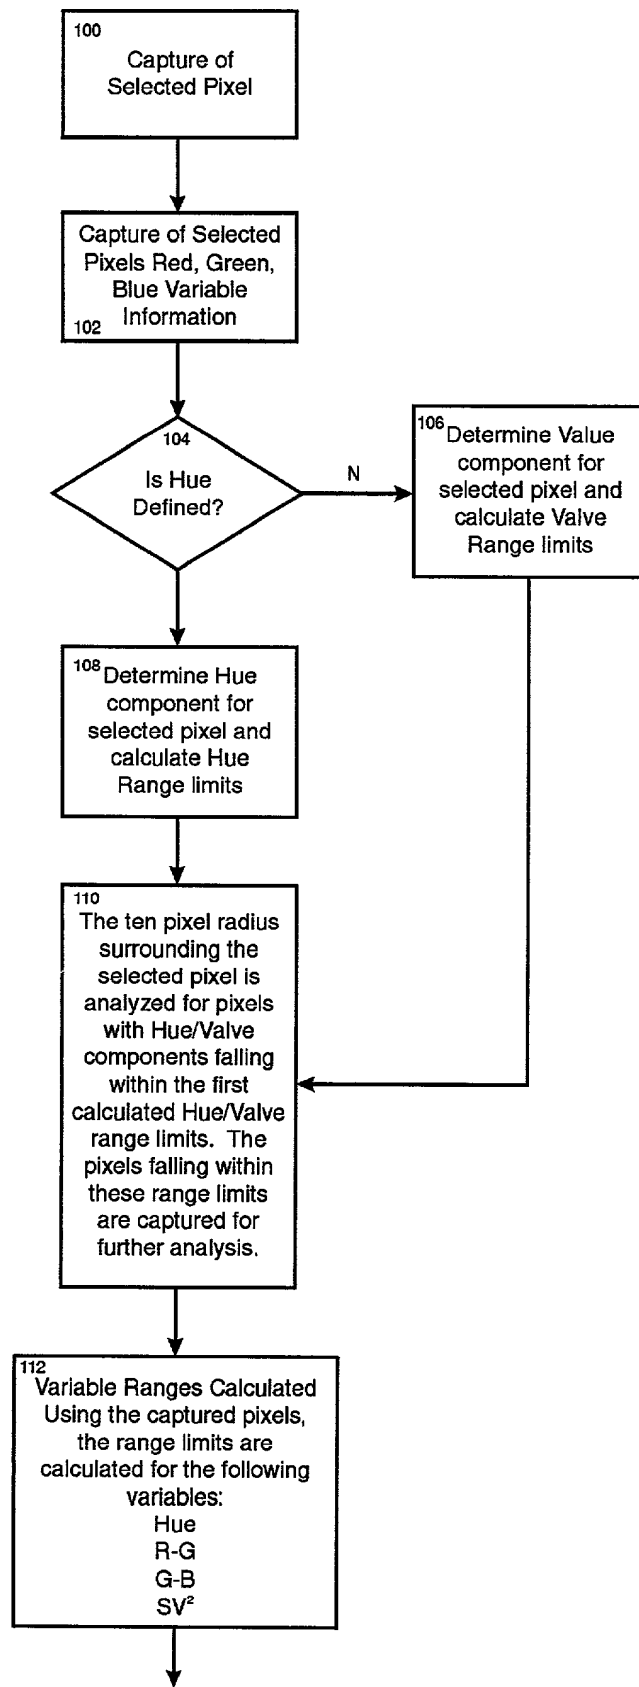 100
Capture of
Selected Pixel
Capture of Selected
Pixels Red, Green,
Blue Variable
Information
102
104
Is Hue
Defined?
N
106 Determine Value
component for
selected pixel and
calculate Valve
Range limits
108 Determine Hue
component for
selected pixel and
calculate Hue
Range limits
110
The ten pixel radius
surrounding the
selected pixel is
analyzed for pixels
with Hue/Valve
components falling
within the first
calculated Hue/Valve
range limits. The
pixels falling within
these range limits
are captured for
further analysis.
112
Variable Ranges Calculated
Using the captured pixels,
the range limits are
calculated for the following
variables:
Hue
R-G
G-B
SV²